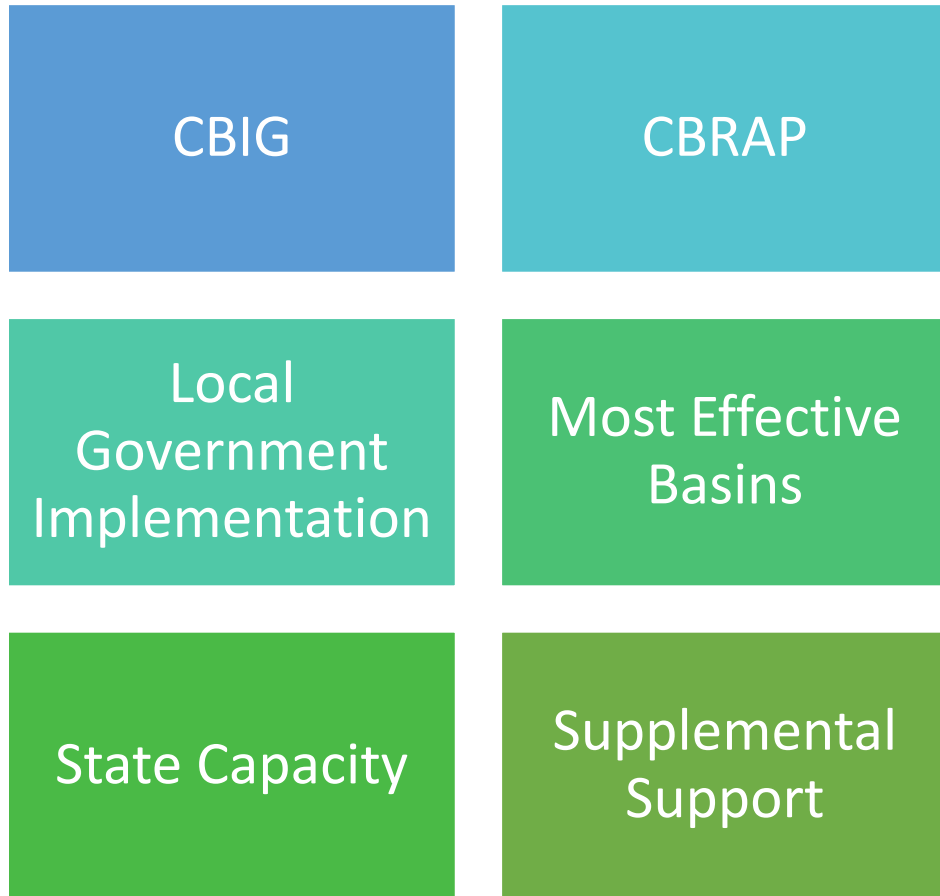 CBIG
CBRAP
Local
Government
Implementation
Most Effective
Basins
State Capacity
Supplemental
Support